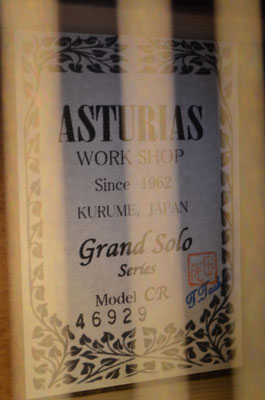 ASTURIAS
WORK SHOP
Since 1962
KURUME, JAPAN
Grand Solo
Series
Model CR
46929